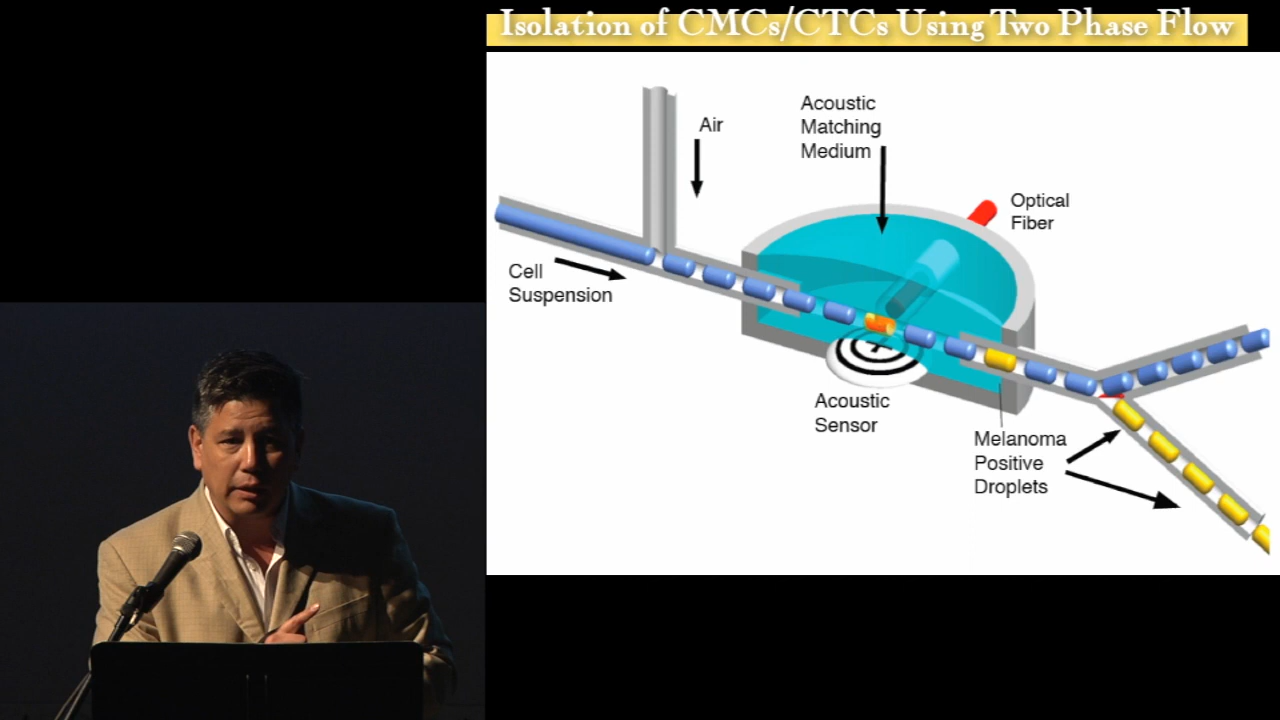 Isolation of CMCs/CTCs Using Two Phase Flow
Air
Acoustic
Matching
Medium
Optical
Fiber
Cell
Suspension
Acoustic
Sensor
Melanoma
Positive
Droplets